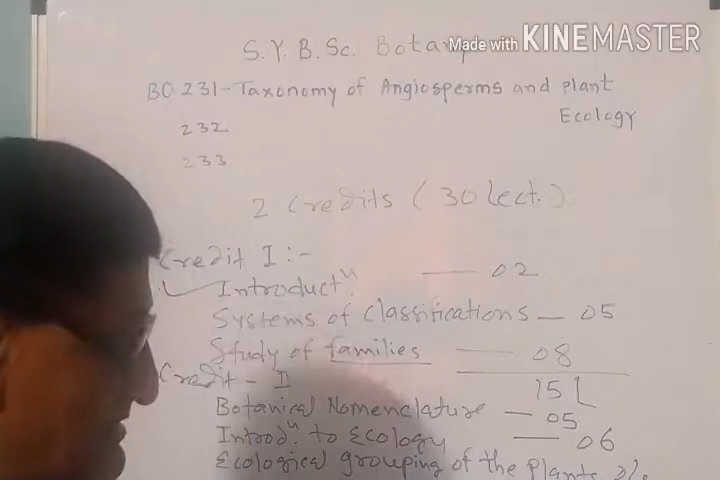 S.Y. B. Sc. Botany
Made with KINEMASTER
BO 231 - Taxonomy of Angiosperms and plant
Ecology
232
233
2 Credits ( 30 Lect. )
Credit I :-
✓ Introductⁿ — 02
Systems of classifications — 05
Study of families — 08
15 L
Credit - II
Botanical Nomenclature — 05
Introdⁿ. to Ecology — 06
Ecological grouping of the plants